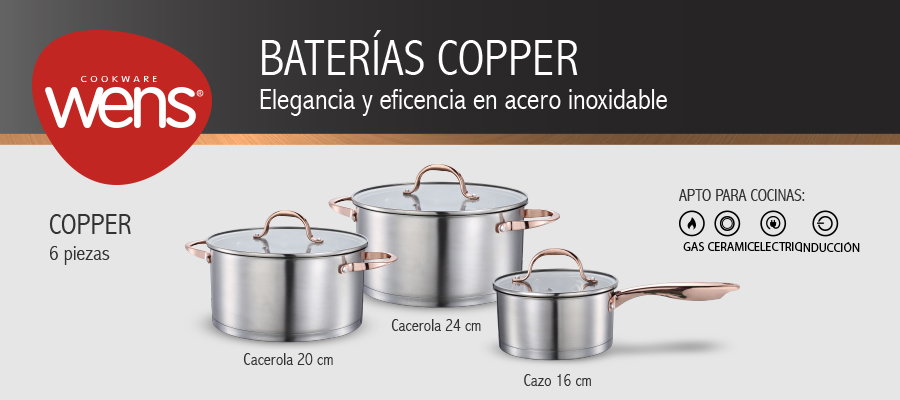 COOKWARE
wens®
BATERÍAS COPPER
Elegancia y eficencia en acero inoxidable
COPPER
6 piezas
APTO PARA COCINAS:
GAS CERAMICELECTRICINDUCCIÓN
Cacerola 24 cm
Cacerola 20 cm
Cazo 16 cm